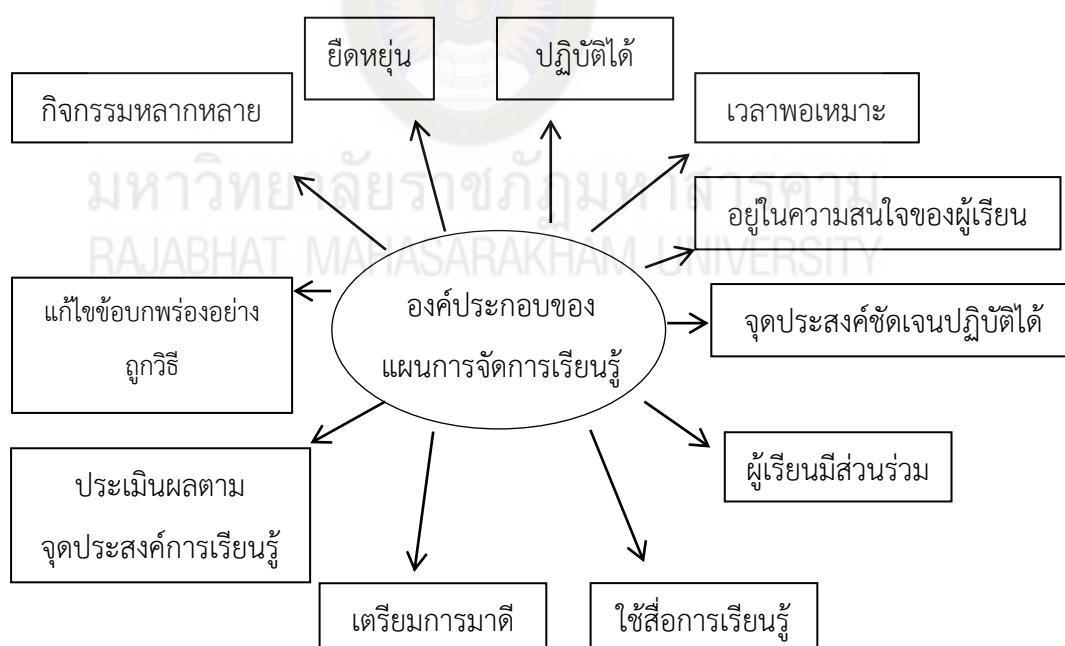 ยืดหยุ่น
ปฏิบัติได้
กิจกรรมหลากหลาย
เวลาพอเหมาะ
มหาวิทยาลัยราชภัฏมหาสารคาม
RAJABHAT MAHASARAKHAM UNIVERSITY
อยู่ในความสนใจของผู้เรียน
แก้ไขข้อบกพร่องอย่าง
ถูกวิธี
องค์ประกอบของ
แผนการจัดการเรียนรู้
จุดประสงค์ชัดเจนปฏิบัติได้
ประเมินผลตาม
จุดประสงค์การเรียนรู้
ผู้เรียนมีส่วนร่วม
เตรียมการมาดี
ใช้สื่อการเรียนรู้